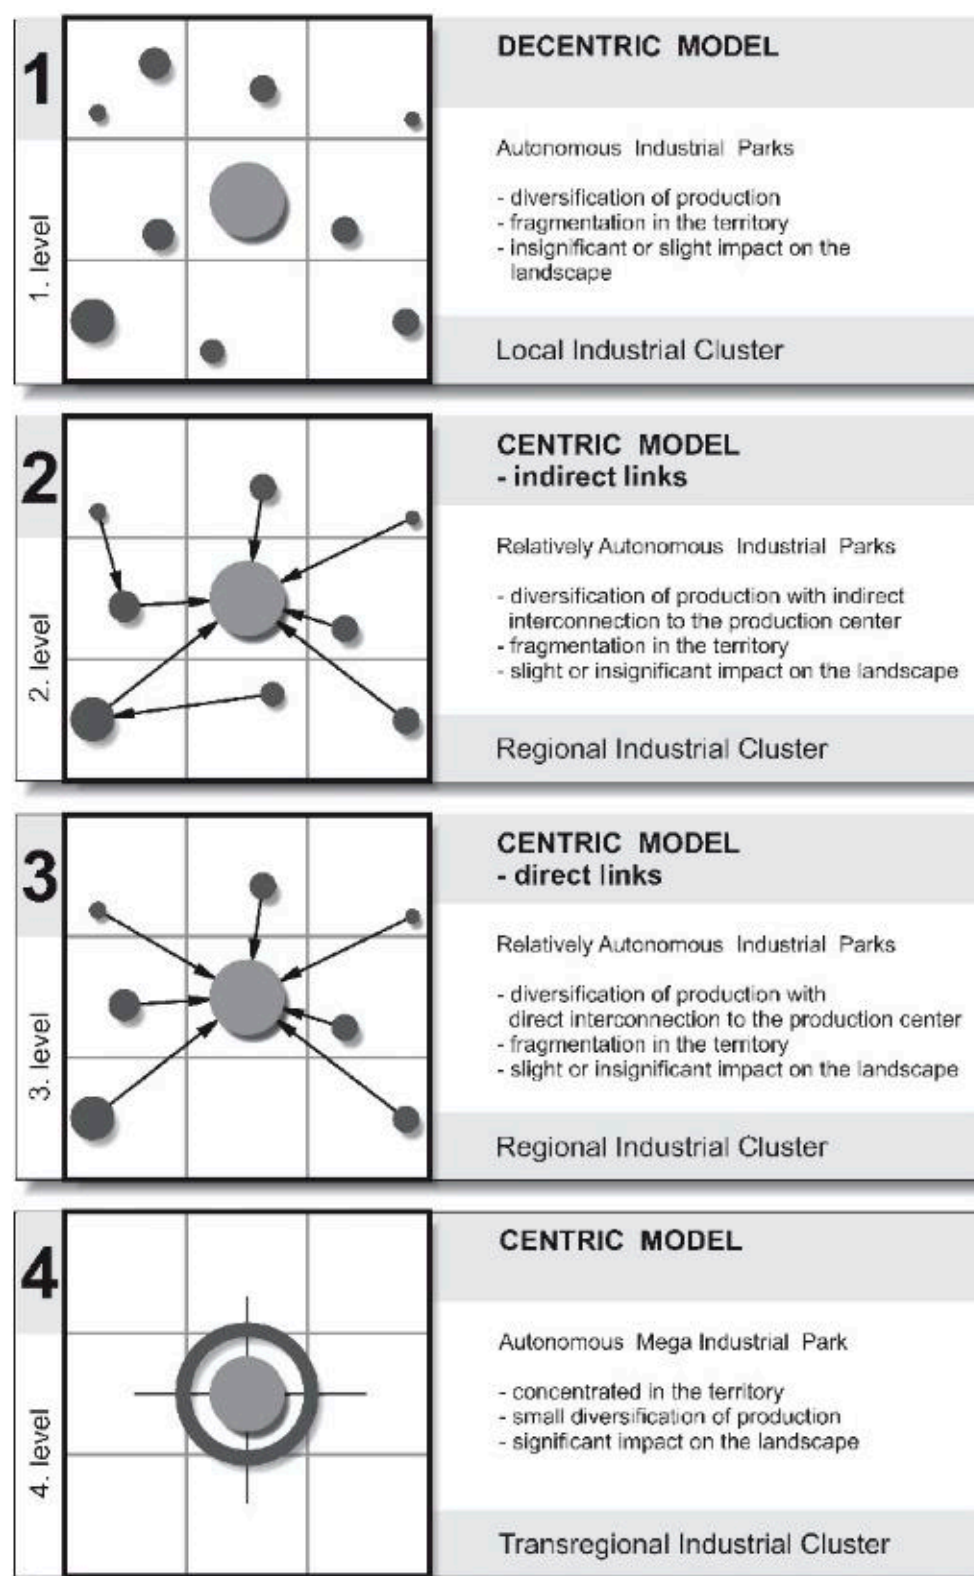 1
1. level
DECENTRIC MODEL
Autonomous Industrial Parks
- diversification of production
- fragmentation in the territory
- insignificant or slight impact on the
landscape
Local Industrial Cluster
2
2. level
CENTRIC MODEL
- indirect links
Relatively Autonomous Industrial Parks
- diversification of production with indirect
interconnection to the production center
- fragmentation in the territory
- slight or insignificant impact on the landscape
Regional Industrial Cluster
3
3. level
CENTRIC MODEL
- direct links
Relatively Autonomous Industrial Parks
- diversification of production with
direct interconnection to the production center
- fragmentation in the territory
- slight or insignificant impact on the landscape
Regional Industrial Cluster
4
4. level
CENTRIC MODEL
Autonomous Mega Industrial Park
- concentrated in the territory
- small diversification of production
- significant impact on the landscape
Transregional Industrial Cluster